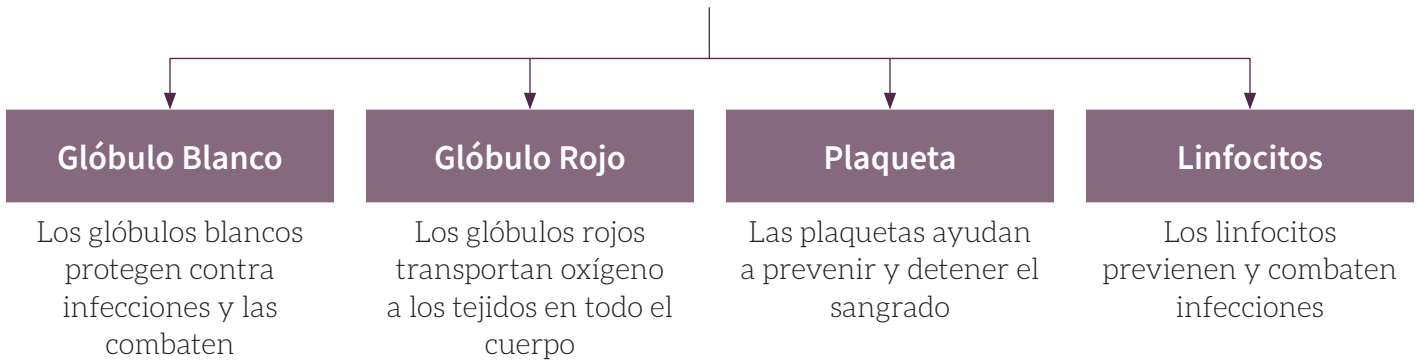 Glóbulo Blanco
Los glóbulos blancos
protegen contra
infecciones y las
combaten
Glóbulo Rojo
Los glóbulos rojos
transportan oxígeno
a los tejidos en todo el
cuerpo
Plaqueta
Las plaquetas ayudan
a prevenir y detener el
sangrado
Linfocitos
Los linfocitos
previenen y combaten
infecciones